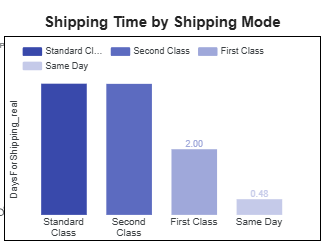 Shipping Time by Shipping Mode
Standard Cl... Second Class First Class
Same Day
DaysForShipping_real
2.00
0.48
Standard Class
Second Class
First Class
Same Day